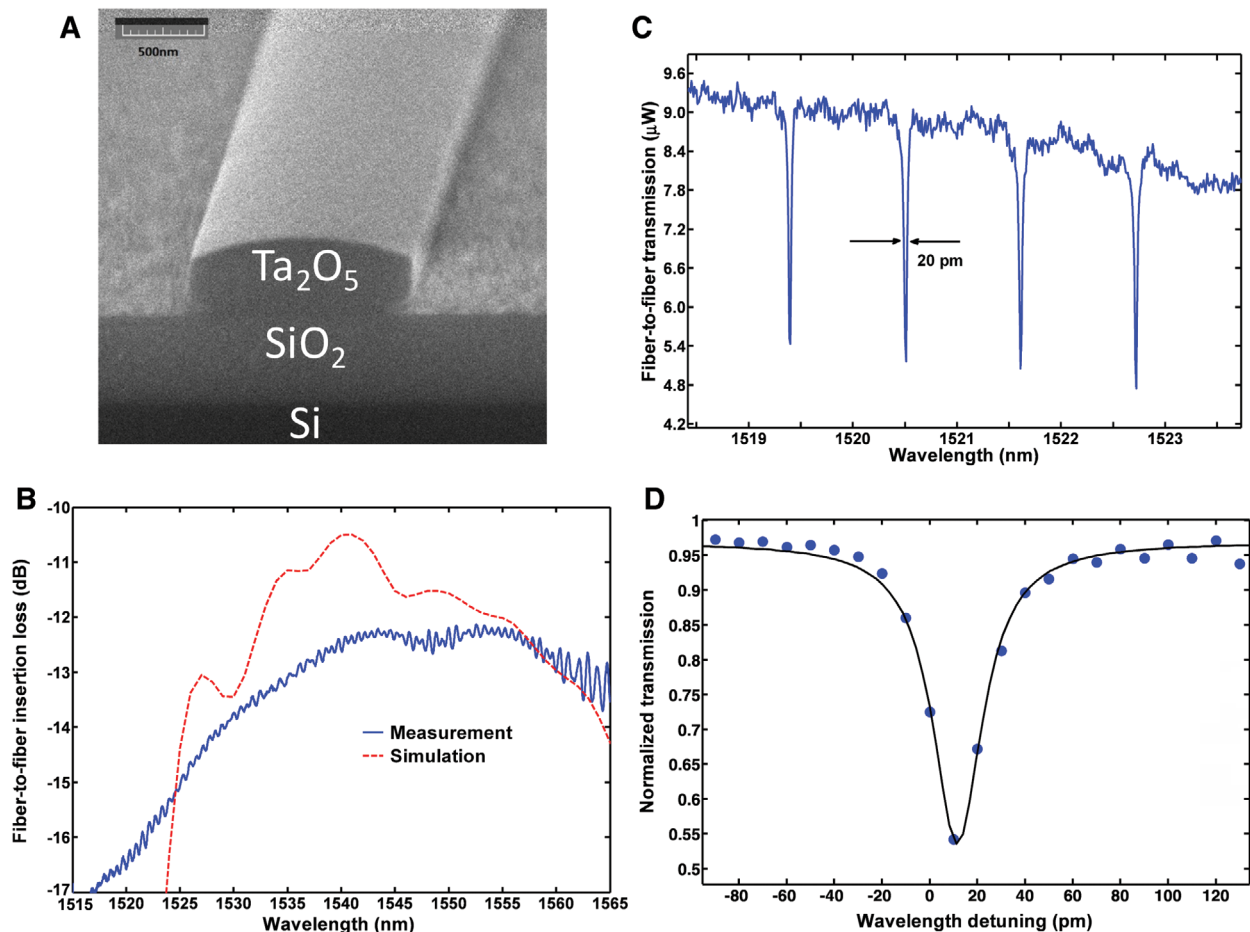 A
500nm
Ta2O5
SiO2
Si
B
Fiber-to-fiber insertion loss (dB)
-10
-11
-12
-13
-14
-15
-16
-17
Measurement
Simulation
1515 1520 1525 1530 1535 1540 1545 1550 1555 1560 1565
Wavelength (nm)
C
Fiber-to-fiber transmission (μW)
9.6
9.0
8.4
7.8
7.2
6.6
6.0
5.4
4.8
4.2
20 pm
1519 1520 1521 1522 1523
Wavelength (nm)
D
Normalized transmission
1
0.95
0.9
0.85
0.8
0.75
0.7
0.65
0.6
0.55
0.5
-80 -60 -40 -20 0 20 40 60 80 100 120
Wavelength detuning (pm)